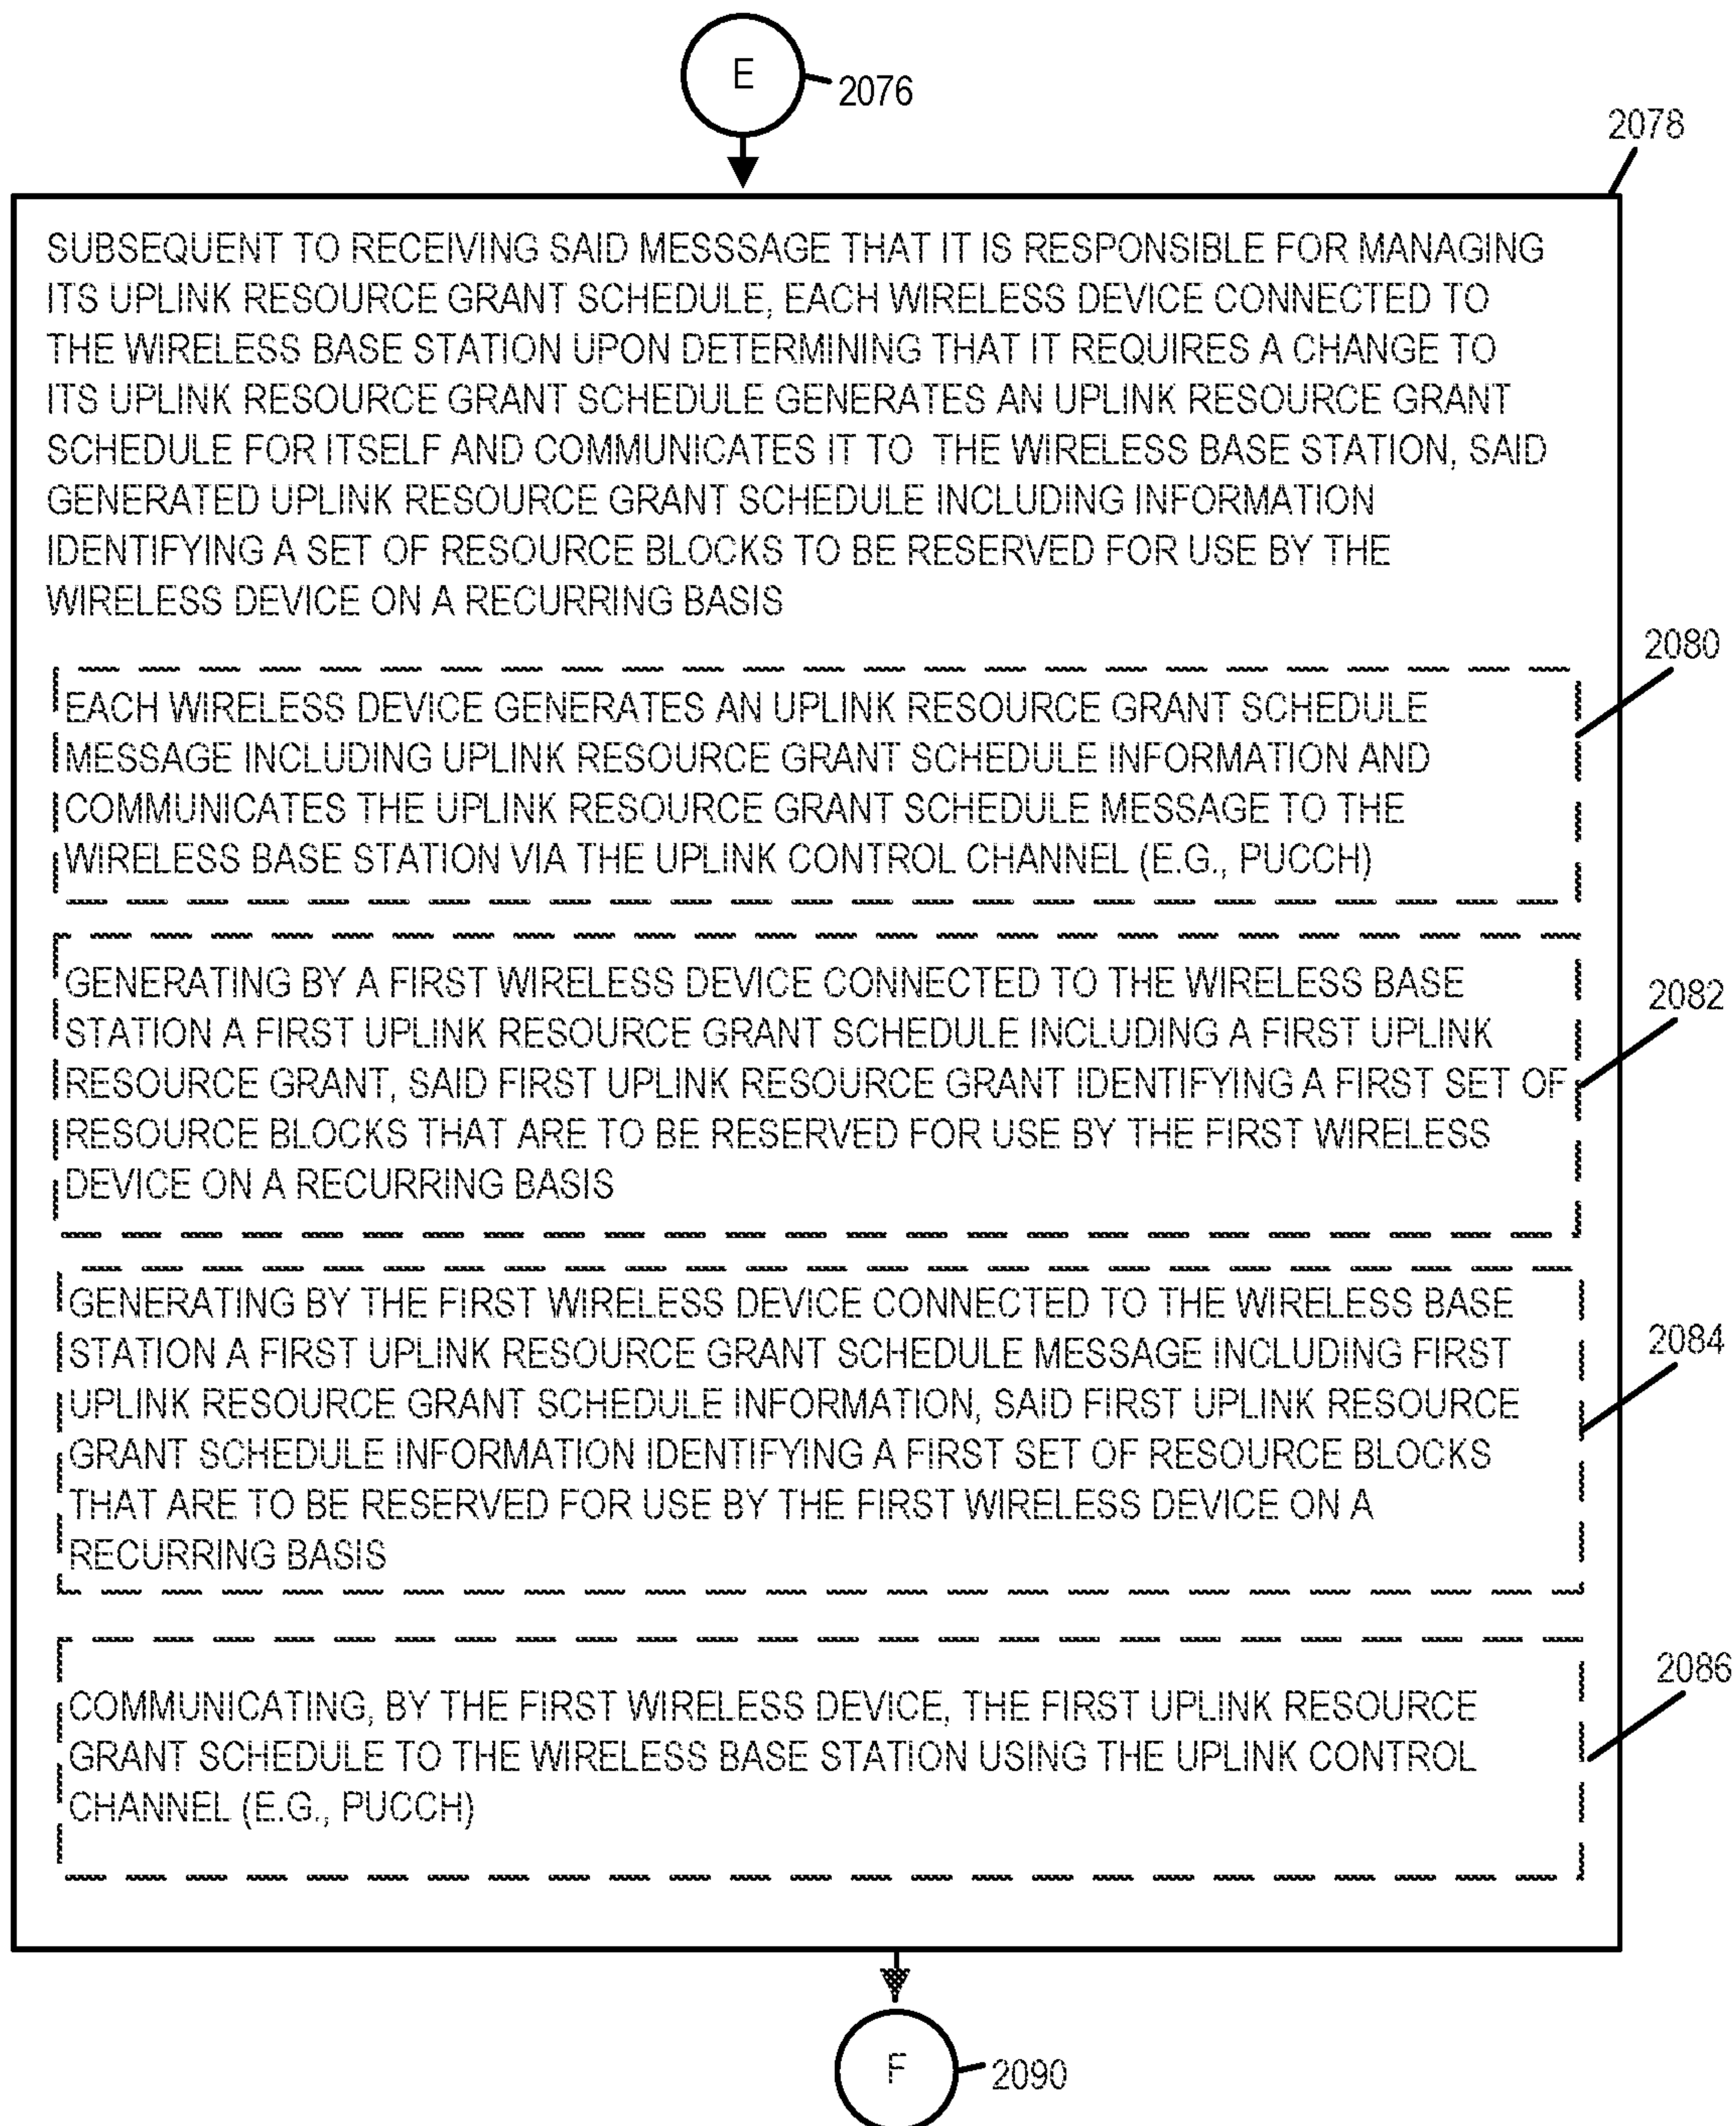 E
2076
2078
SUBSEQUENT TO RECEIVING SAID MESSSAGE THAT IT IS RESPONSIBLE FOR MANAGING
ITS UPLINK RESOURCE GRANT SCHEDULE, EACH WIRELESS DEVICE CONNECTED TO
THE WIRELESS BASE STATION UPON DETERMINING THAT IT REQUIRES A CHANGE TO
ITS UPLINK RESOURCE GRANT SCHEDULE GENERATES AN UPLINK RESOURCE GRANT
SCHEDULE FOR ITSELF AND COMMUNICATES IT TO THE WIRELESS BASE STATION, SAID
GENERATED UPLINK RESOURCE GRANT SCHEDULE INCLUDING INFORMATION
IDENTIFYING A SET OF RESOURCE BLOCKS TO BE RESERVED FOR USE BY THE
WIRELESS DEVICE ON A RECURRING BASIS
2080
EACH WIRELESS DEVICE GENERATES AN UPLINK RESOURCE GRANT SCHEDULE
MESSAGE INCLUDING UPLINK RESOURCE GRANT SCHEDULE INFORMATION AND
COMMUNICATES THE UPLINK RESOURCE GRANT SCHEDULE MESSAGE TO THE
WIRELESS BASE STATION VIA THE UPLINK CONTROL CHANNEL (E.G., PUCCH)
2082
GENERATING BY A FIRST WIRELESS DEVICE CONNECTED TO THE WIRELESS BASE
STATION A FIRST UPLINK RESOURCE GRANT SCHEDULE INCLUDING A FIRST UPLINK
RESOURCE GRANT, SAID FIRST UPLINK RESOURCE GRANT IDENTIFYING A FIRST SET OF
RESOURCE BLOCKS THAT ARE TO BE RESERVED FOR USE BY THE FIRST WIRELESS
DEVICE ON A RECURRING BASIS
2084
GENERATING BY THE FIRST WIRELESS DEVICE CONNECTED TO THE WIRELESS BASE
STATION A FIRST UPLINK RESOURCE GRANT SCHEDULE MESSAGE INCLUDING FIRST
UPLINK RESOURCE GRANT SCHEDULE INFORMATION, SAID FIRST UPLINK RESOURCE
GRANT SCHEDULE INFORMATION IDENTIFYING A FIRST SET OF RESOURCE BLOCKS
THAT ARE TO BE RESERVED FOR USE BY THE FIRST WIRELESS DEVICE ON A
RECURRING BASIS
2086
COMMUNICATING, BY THE FIRST WIRELESS DEVICE, THE FIRST UPLINK RESOURCE
GRANT SCHEDULE TO THE WIRELESS BASE STATION USING THE UPLINK CONTROL
CHANNEL (E.G., PUCCH)
F
2090